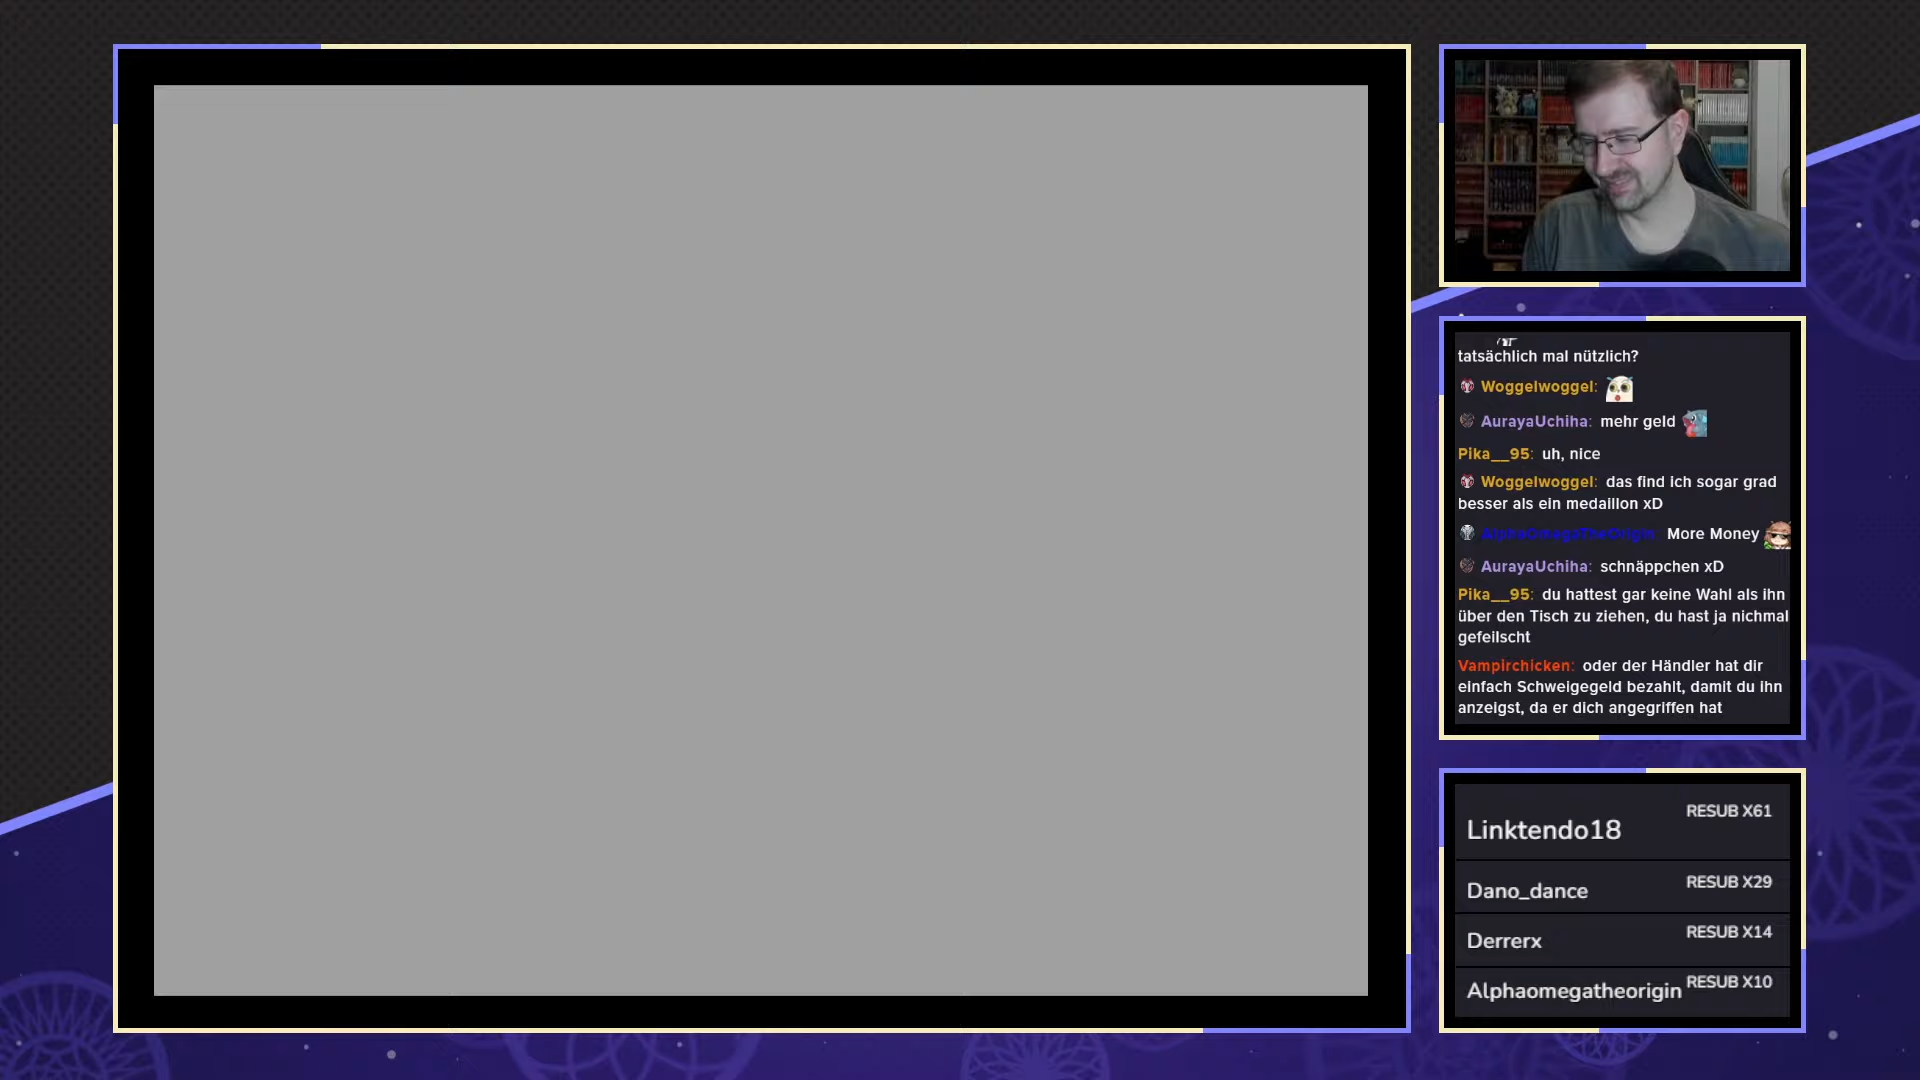 tatsächlich mal nützlich?
Woggelwoggel:
AurayaUchiha: mehr geld
Pika__95: uh, nice
Woggelwoggel: das find ich sogar grad
besser als ein medaillon xD
AlphaOmegaTheOrigin: More Money
AurayaUchiha: schnäppchen xD
Pika__95: du hattest gar keine Wahl als ihn
über den Tisch zu ziehen, du hast ja nichmal
gefeilscht
Vampirchicken: oder der Händler hat dir
einfach Schweigegeld bezahlt, damit du ihn
anzeigst, da er dich angegriffen hat
Linktendo18 RESUB X61
Dano_dance RESUB X29
Derrerx RESUB X14
Alphaomegatheorigin RESUB X10